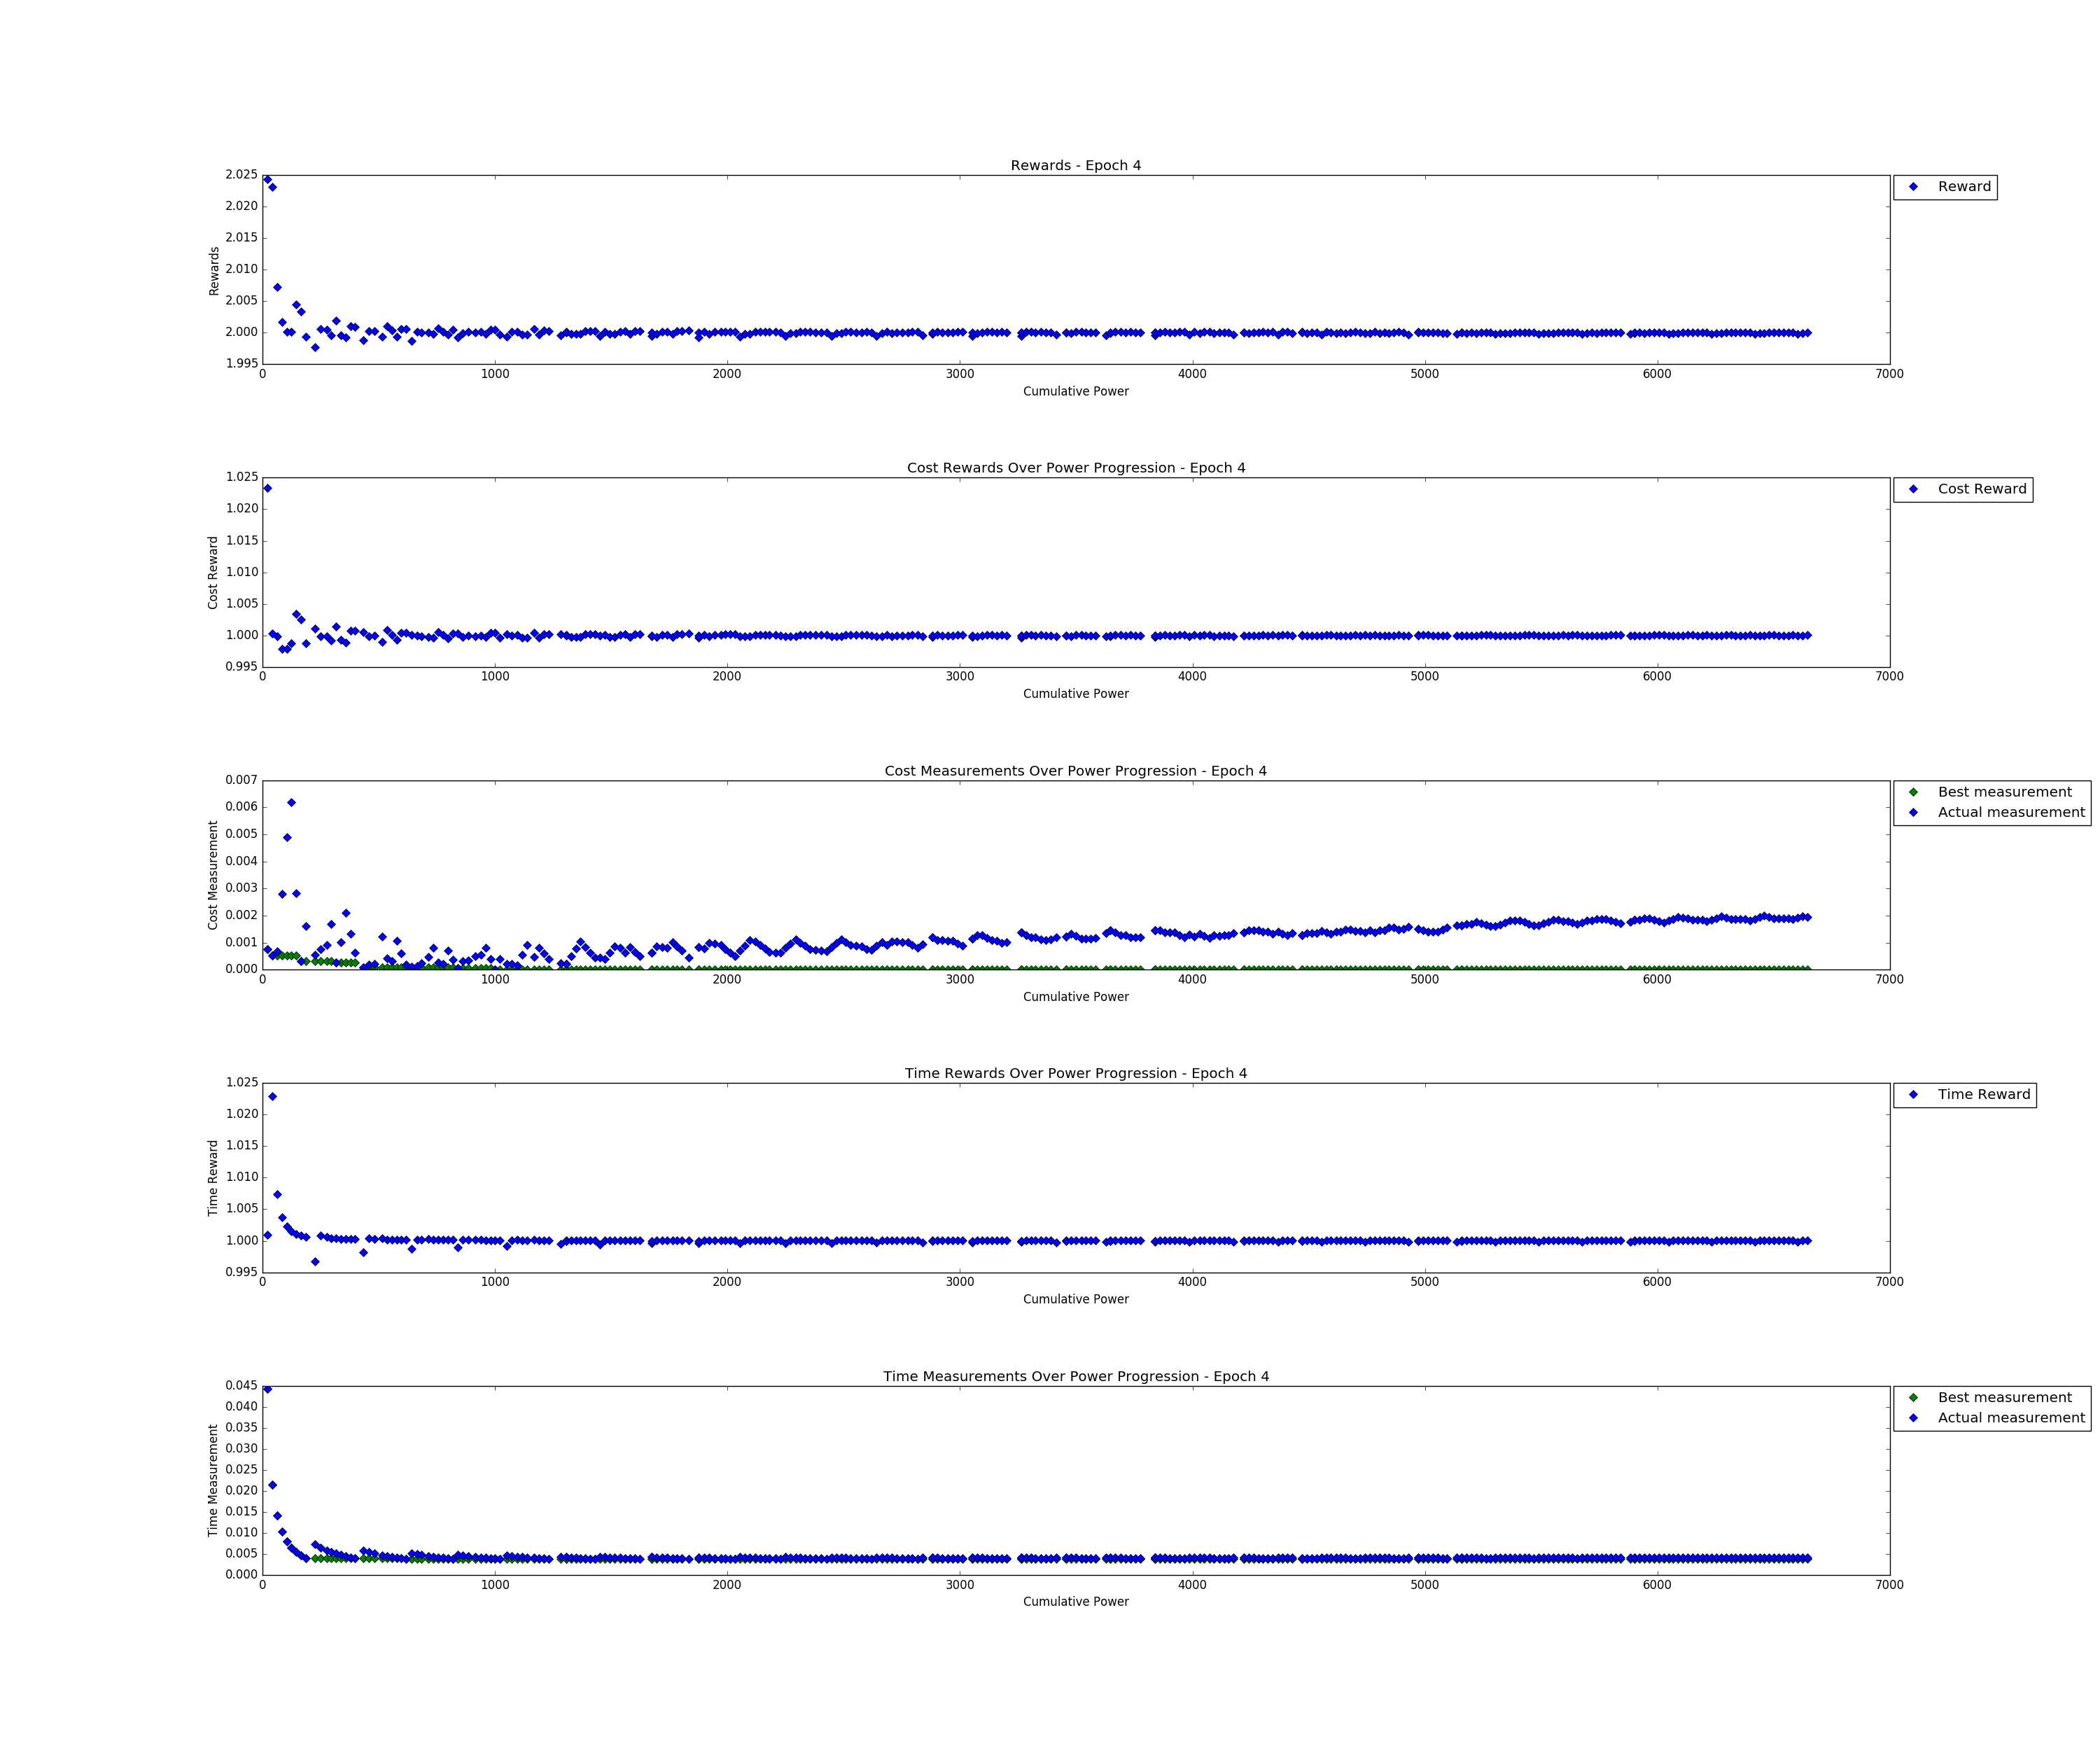 Rewards - Epoch 4
2.025
2.020
2.015
2.010
2.005
2.000
1.995
Rewards
0 1000 2000 3000 4000 5000 6000 7000
Cumulative Power
Reward
Cost Rewards Over Power Progression - Epoch 4
1.025
1.020
1.015
1.010
1.005
1.000
0.995
Cost Reward
0 1000 2000 3000 4000 5000 6000 7000
Cumulative Power
Cost Reward
Cost Measurements Over Power Progression - Epoch 4
0.007
0.006
0.005
0.004
0.003
0.002
0.001
0.000
Cost Measurement
0 1000 2000 3000 4000 5000 6000 7000
Cumulative Power
Best measurement
Actual measurement
Time Rewards Over Power Progression - Epoch 4
1.025
1.020
1.015
1.010
1.005
1.000
0.995
Time Reward
0 1000 2000 3000 4000 5000 6000 7000
Cumulative Power
Time Reward
Time Measurements Over Power Progression - Epoch 4
0.045
0.040
0.035
0.030
0.025
0.020
0.015
0.010
0.005
0.000
Time Measurement
0 1000 2000 3000 4000 5000 6000 7000
Cumulative Power
Best measurement
Actual measurement